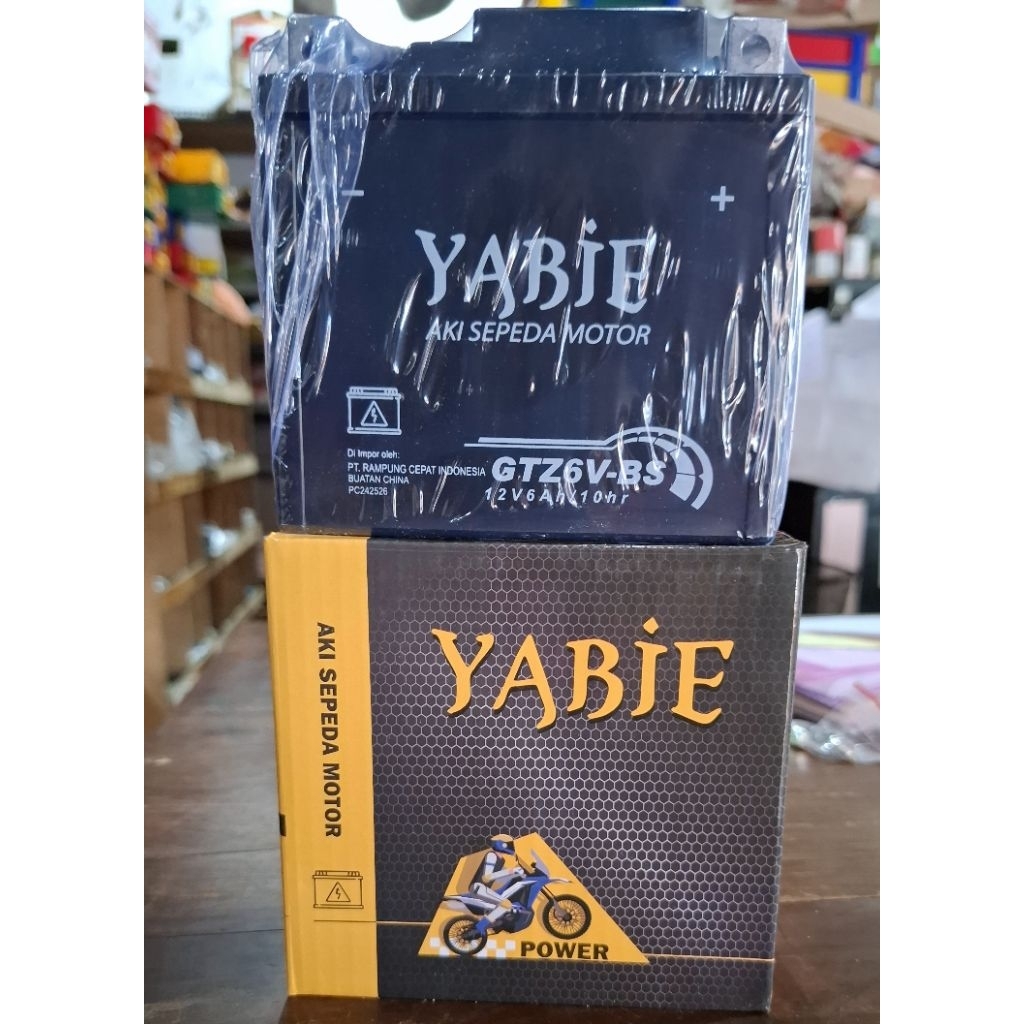 - +
YABiE
AKI SEPEDA MOTOR
Di Impor oleh:
PT. RAMPUNG CEPAT INDONESIA
BUATAN CHINA
PC242526
GTZ6V-BS
12V6Ah/10hr
AKI SEPEDA MOTOR
YABiE
POWER